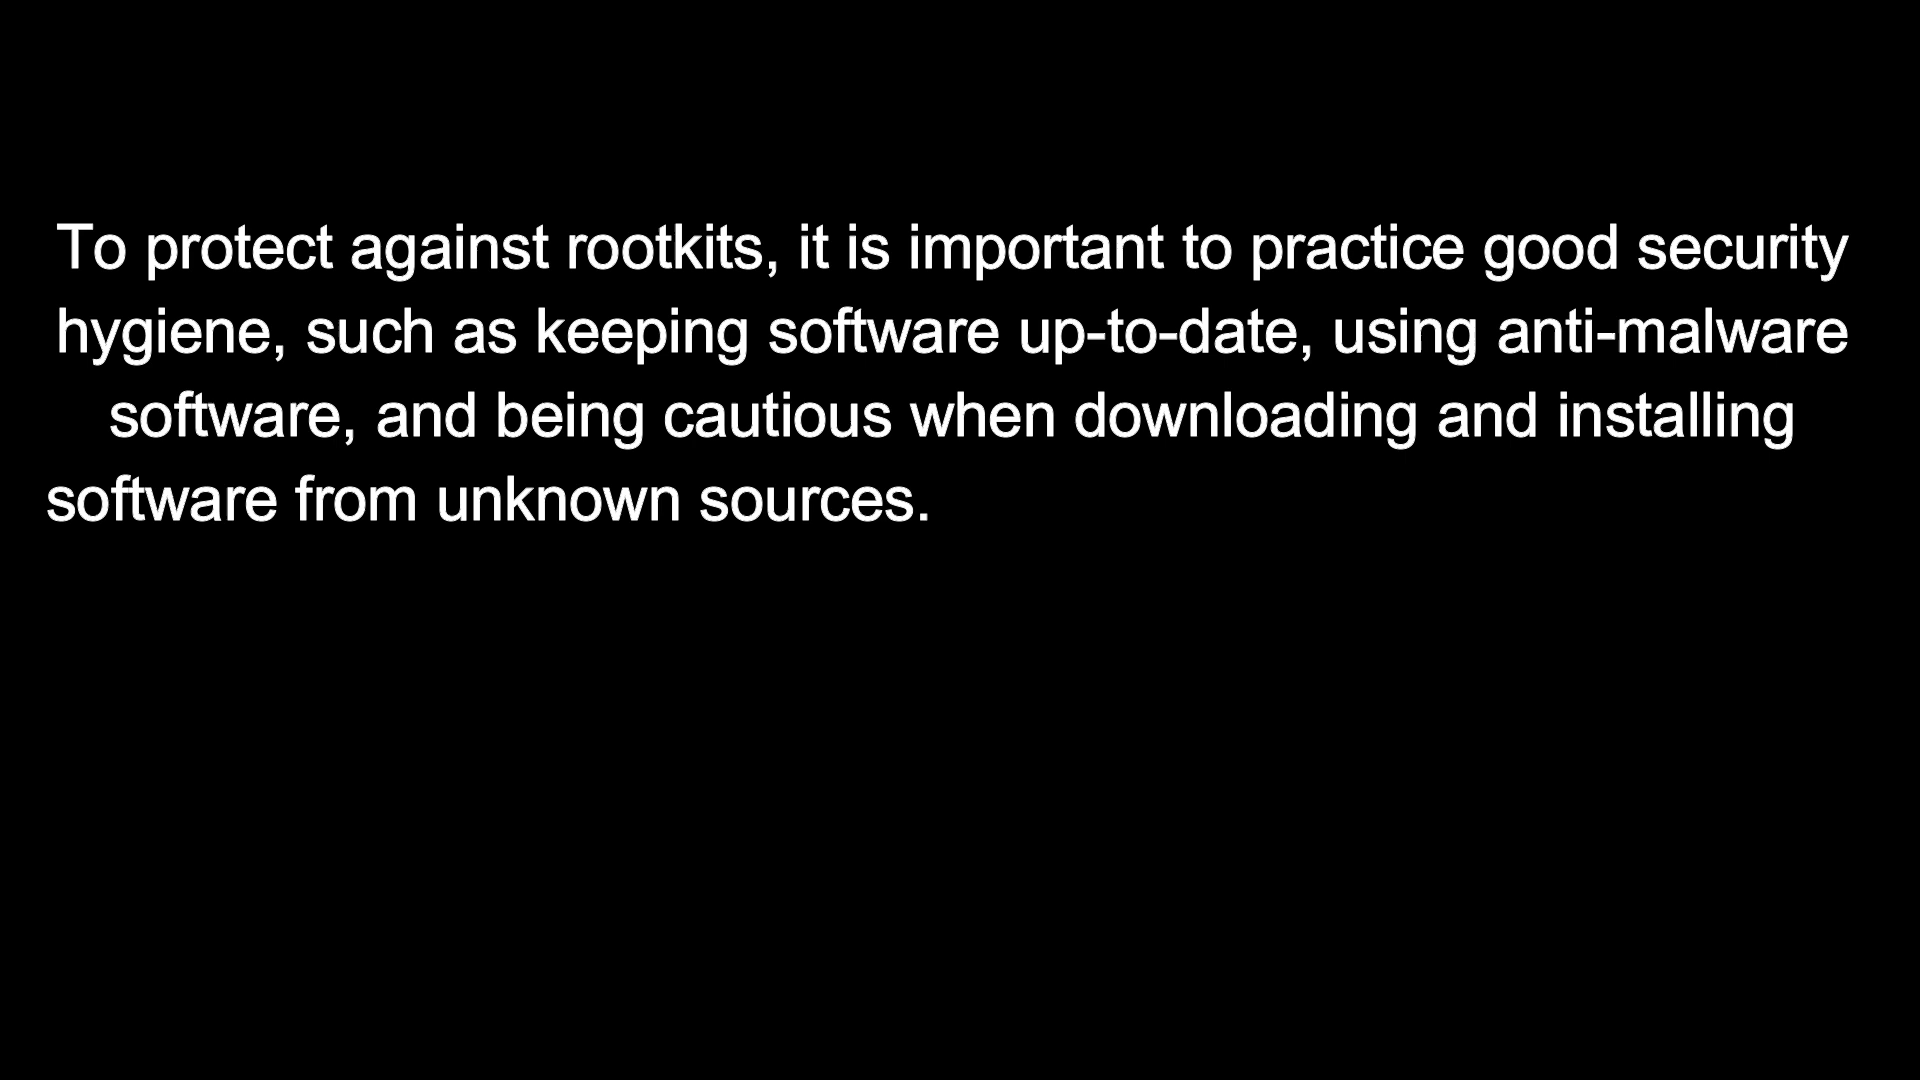 To protect against rootkits, it is important to practice good security
hygiene, such as keeping software up-to-date, using anti-malware
software, and being cautious when downloading and installing
software from unknown sources.